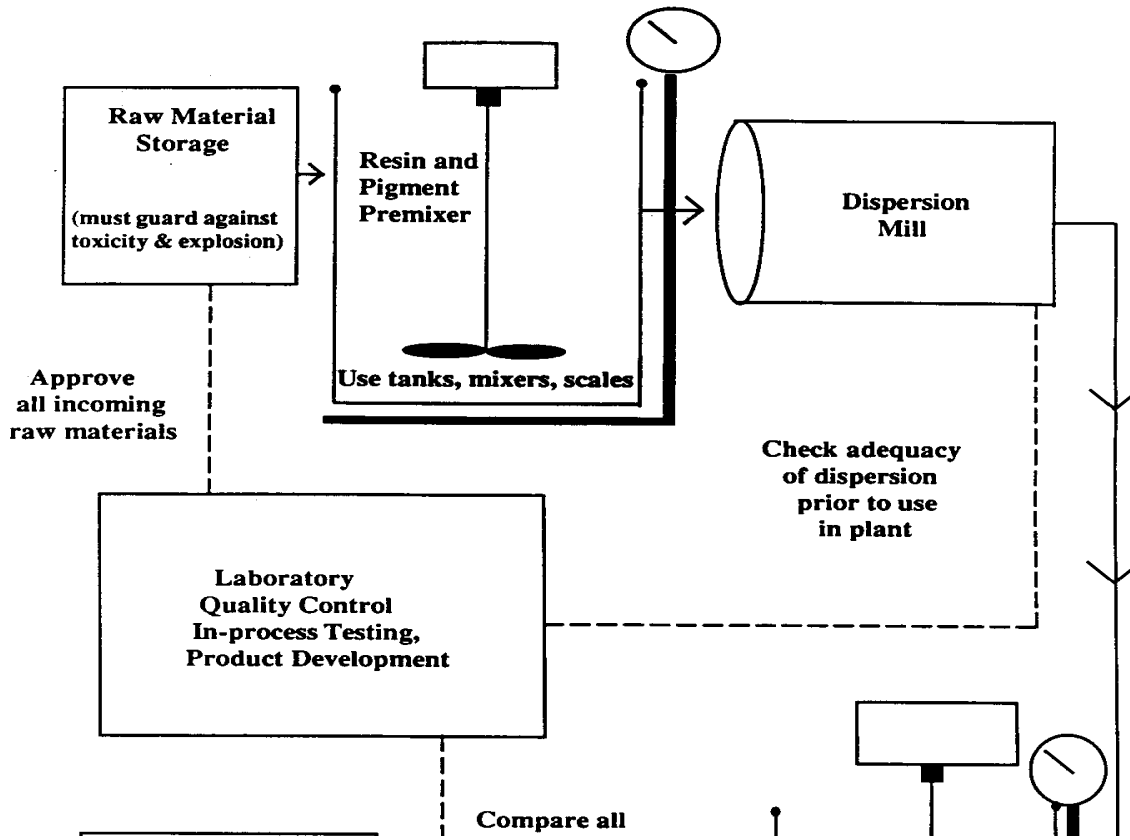 Raw Material
Storage
(must guard against
toxicity & explosion)
Resin and
Pigment
Premixer
Use tanks, mixers, scales
Dispersion
Mill
Approve
all incoming
raw materials
Check adequacy
of dispersion
prior to use
in plant
Laboratory
Quality Control
In-process Testing,
Product Development
Compare all